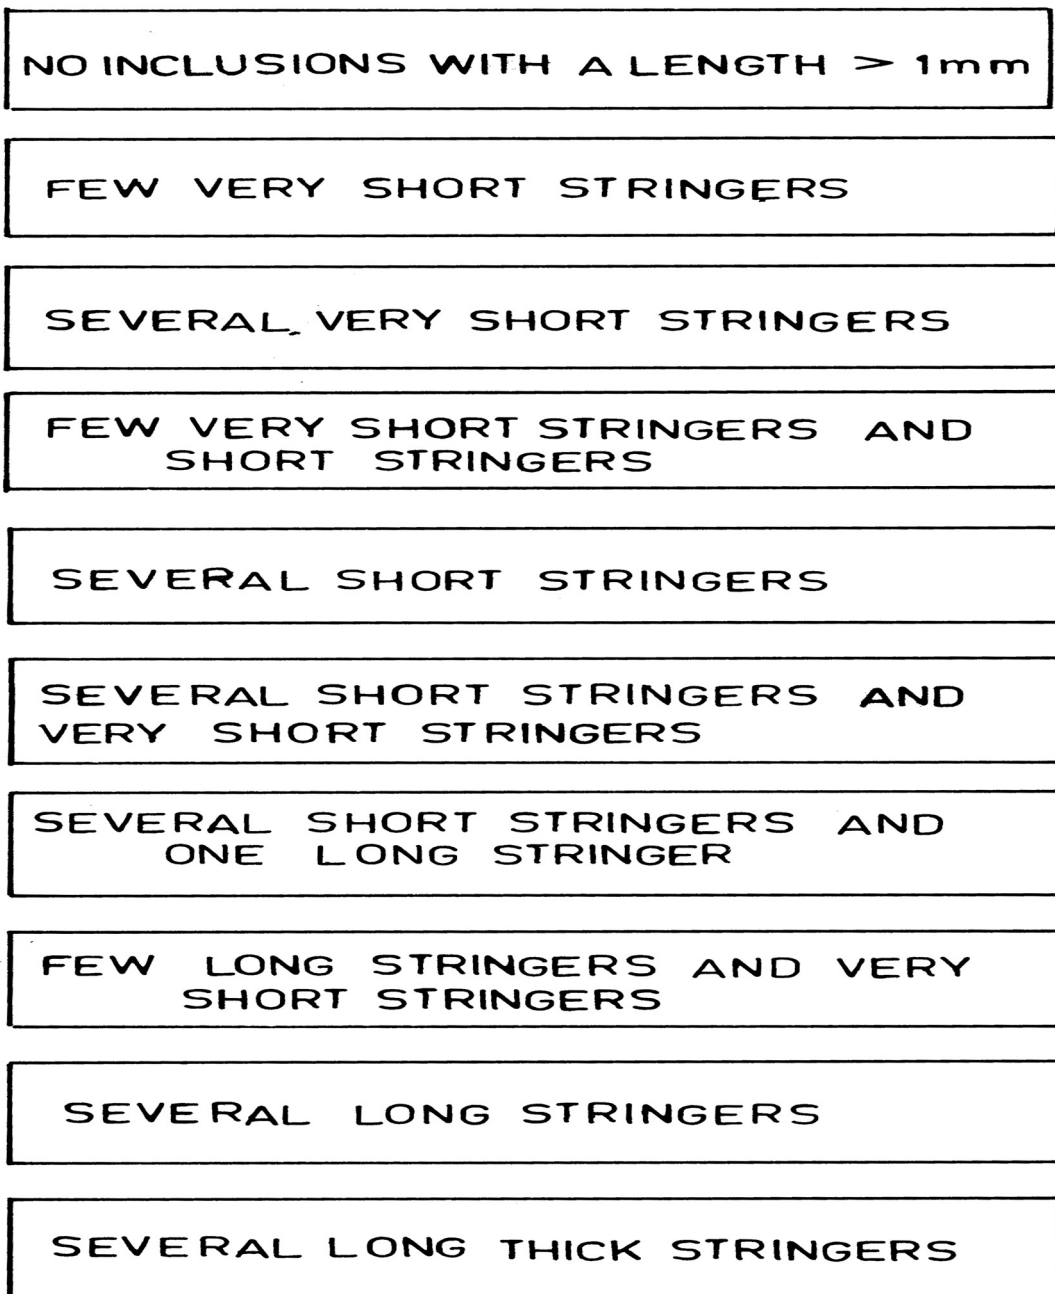 NO INCLUSIONS WITH A LENGTH > 1mm
FEW VERY SHORT STRINGERS
SEVERAL VERY SHORT STRINGERS
FEW VERY SHORT STRINGERS AND
SHORT STRINGERS
SEVERAL SHORT STRINGERS
SEVERAL SHORT STRINGERS AND
VERY SHORT STRINGERS
SEVERAL SHORT STRINGERS AND
ONE LONG STRINGER
FEW LONG STRINGERS AND VERY
SHORT STRINGERS
SEVERAL LONG STRINGERS
SEVERAL LONG THICK STRINGERS